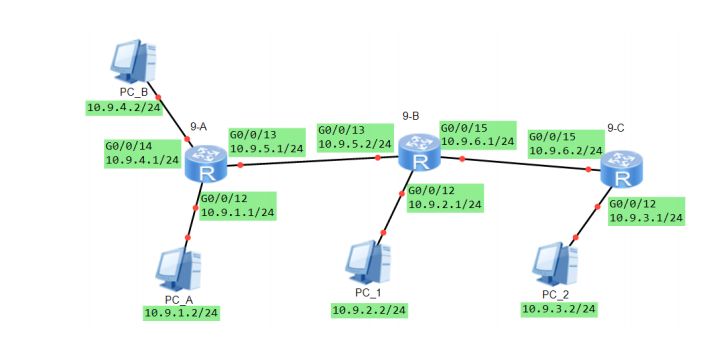 PC_B
10.9.4.2/24
9-A
G0/0/14
10.9.4.1/24
G0/0/13
10.9.5.1/24
G0/0/12
10.9.1.1/24
PC_A
10.9.1.2/24
9-B
G0/0/13
10.9.5.2/24
G0/0/15
10.9.6.1/24
G0/0/12
10.9.2.1/24
PC_1
10.9.2.2/24
9-C
G0/0/15
10.9.6.2/24
G0/0/12
10.9.3.1/24
PC_2
10.9.3.2/24
R
R
R